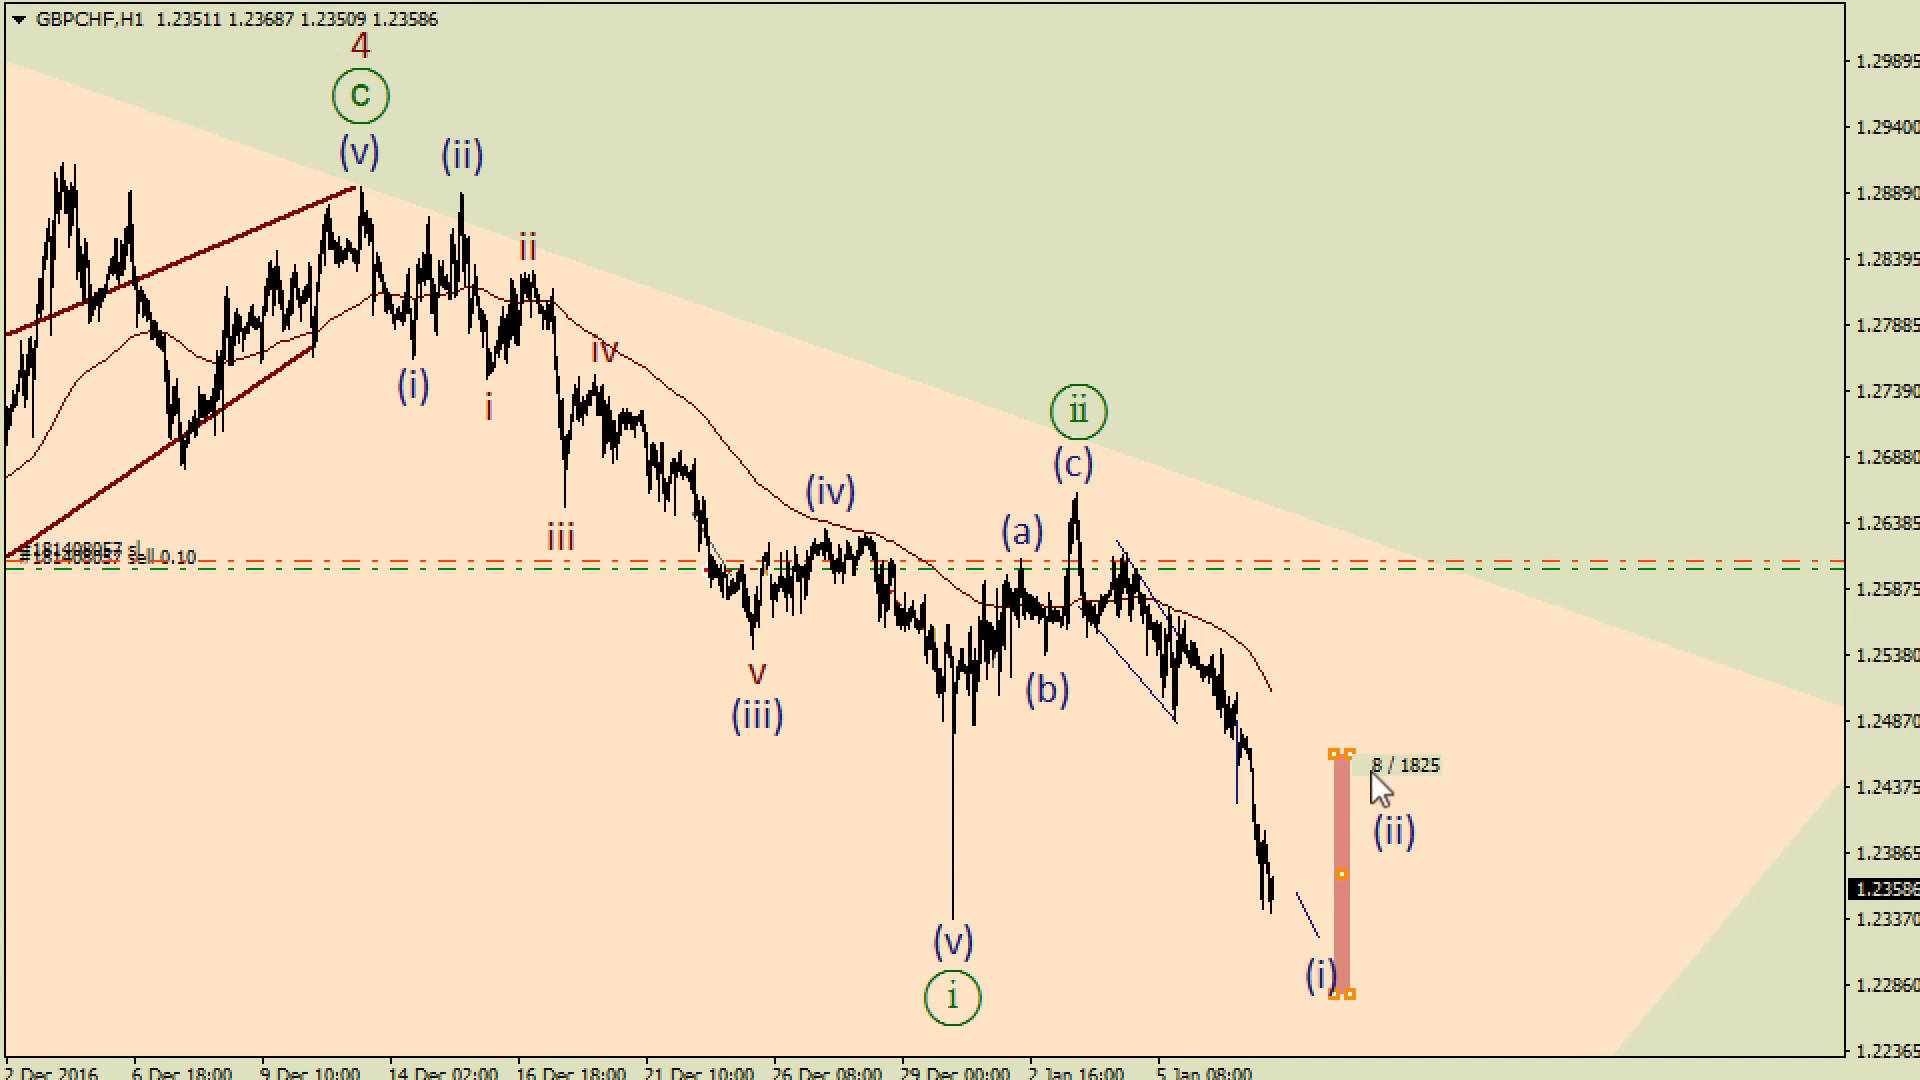 GBPCHF,H1 1.23511 1.23687 1.23509 1.23586
4
c
(v)
(ii)
ii
iv
(i)
i
iii
(iv)
v
(iii)
ii
(c)
(a)
(b)
(v)
i
8 / 1825
(ii)
(i)
#181408057 sl
#181408057 sell 0.10
1.29895
1.29400
1.28890
1.28395
1.27885
1.27390
1.26880
1.26385
1.25875
1.25380
1.24870
1.24375
1.23865
1.23586
1.23370
1.22860
1.22365
2 Dec 2016 6 Dec 18:00 9 Dec 10:00 14 Dec 02:00 16 Dec 18:00 21 Dec 10:00 26 Dec 08:00 29 Dec 00:00 2 Jan 16:00 5 Jan 08:00